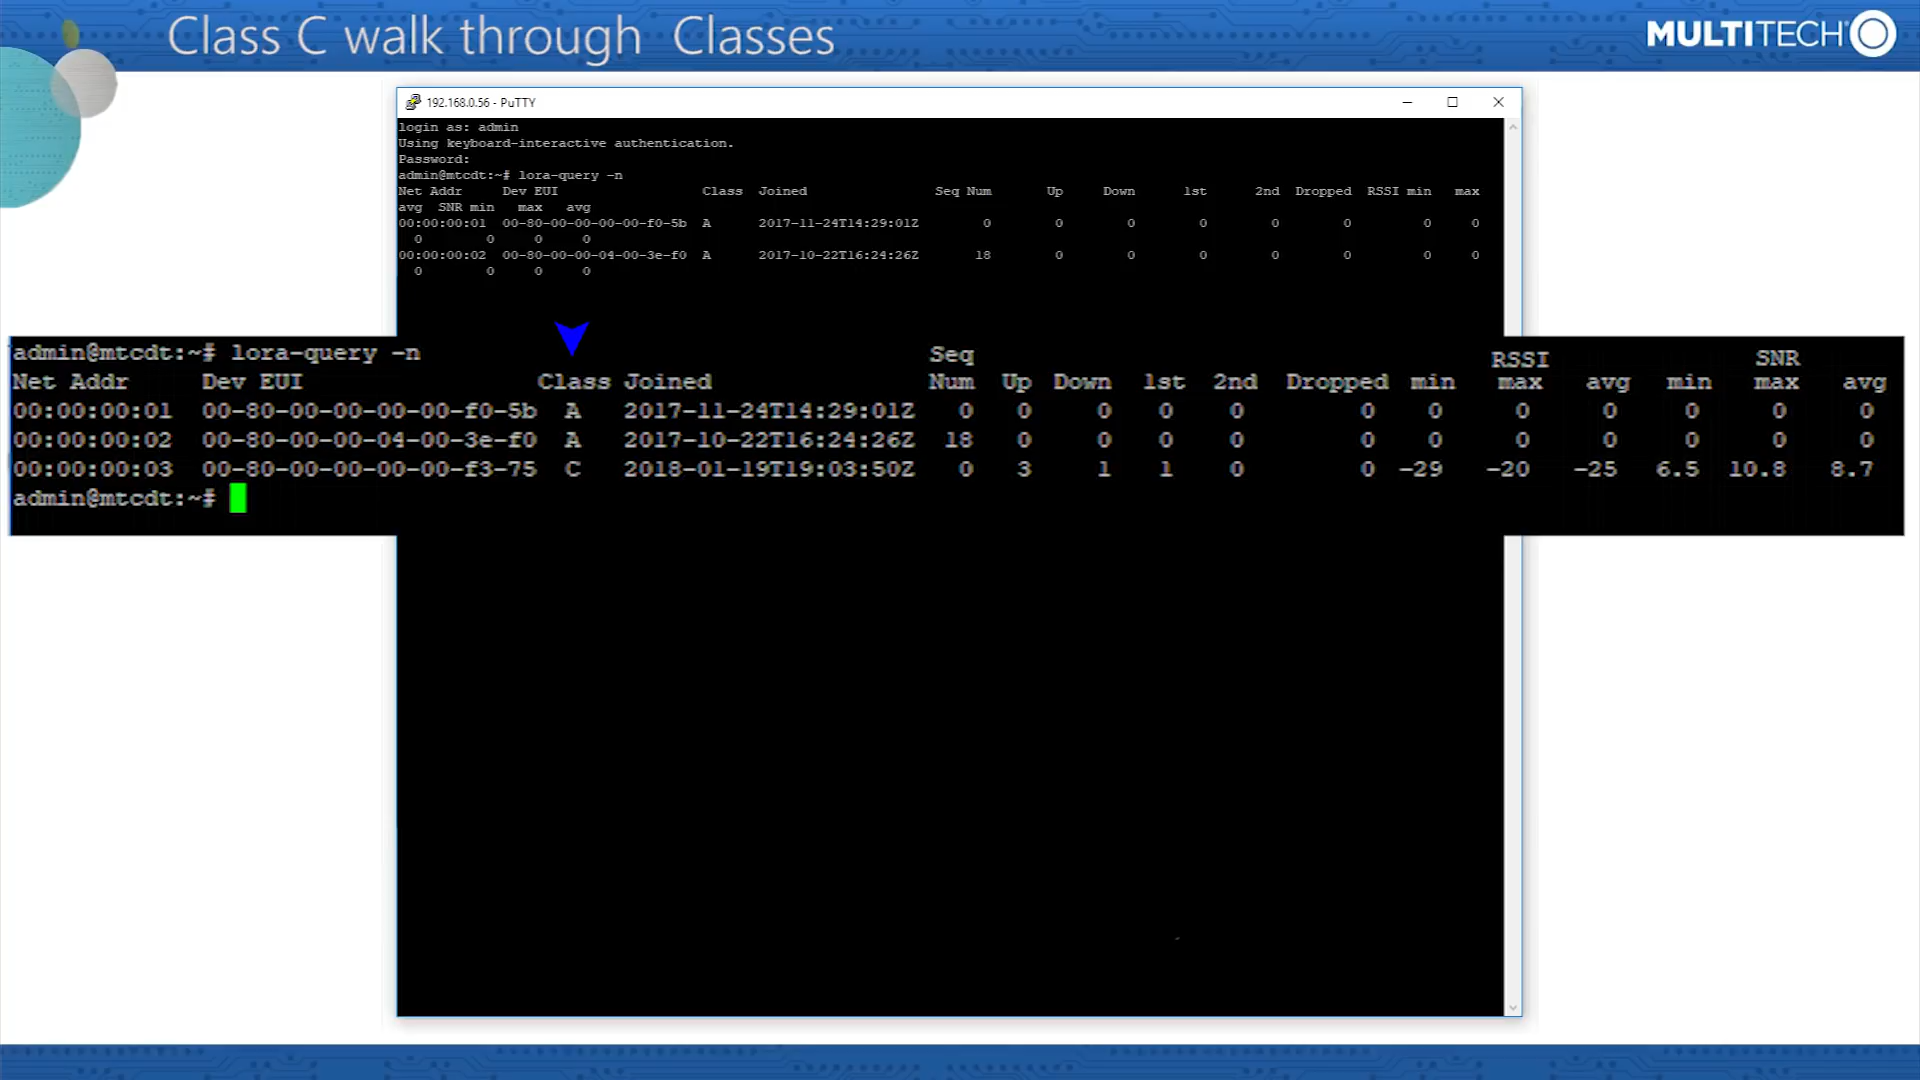 Class C walk through Classes
MULTITECH
192.168.0.56 - PuTTY
login as: admin
Using keyboard-interactive authentication.
Password:
admin@mtcdt:~# lora-query -n
Net Addr Dev EUI Class Joined Seq Num Up Down 1st 2nd Dropped RSSI min max
avg SNR min max avg
00:00:00:01 00-80-00-00-00-00-f0-5b A 2017-11-24T14:29:01Z 0 0 0 0 0 0 0 0
0 0 0 0
00:00:00:02 00-80-00-00-04-00-3e-f0 A 2017-10-22T16:24:26Z 18 0 0 0 0 0 0 0
0 0 0 0
admin@mtcdt:~# lora-query -n
Seq RSSI SNR
Net Addr Dev EUI Class Joined Num Up Down 1st 2nd Dropped min max avg min max avg
00:00:00:01 00-80-00-00-00-00-f0-5b A 2017-11-24T14:29:01Z 0 0 0 0 0 0 0 0 0 0 0 0
00:00:00:02 00-80-00-00-04-00-3e-f0 A 2017-10-22T16:24:26Z 18 0 0 0 0 0 0 0 0 0 0 0
00:00:00:03 00-80-00-00-00-00-f3-75 C 2018-01-19T19:03:50Z 0 3 1 1 0 0 -29 -20 -25 6.5 10.8 8.7
admin@mtcdt:~#